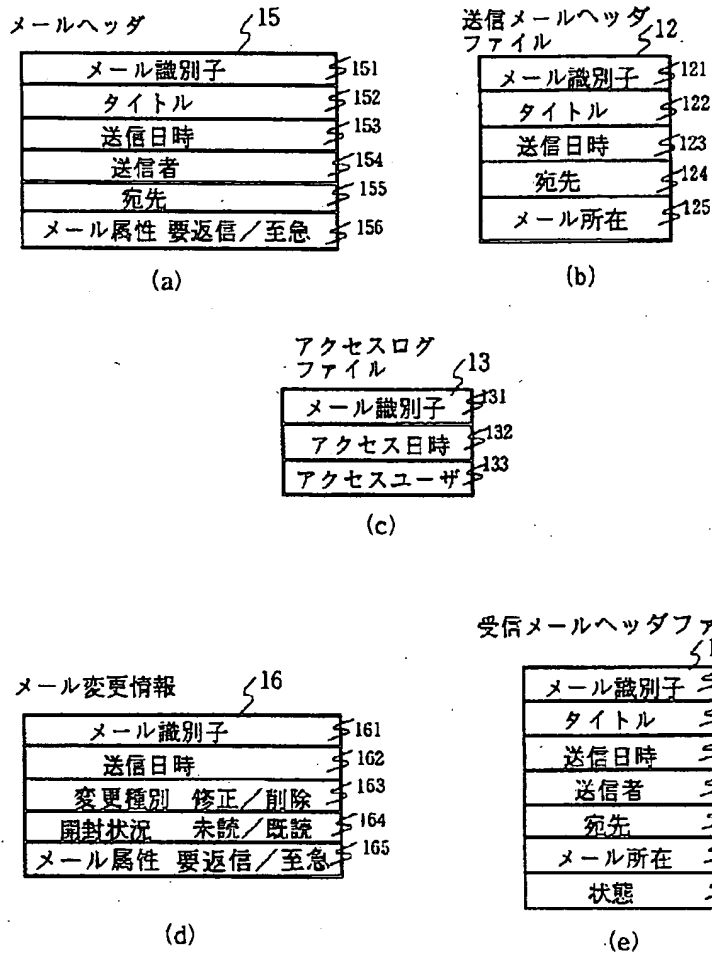 メールヘッダ
15
メール識別子 151
タイトル 152
送信日時 153
送信者 154
宛先 155
メール属性 要返信/至急 156
(a)
送信メールヘッダ
ファイル
12
メール識別子 121
タイトル 122
送信日時 123
宛先 124
メール所在 125
(b)
アクセスログ
ファイル
13
メール識別子 131
アクセス日時 132
アクセスユーザ 133
(c)
メール変更情報
16
メール識別子 161
送信日時 162
変更種別 修正/削除 163
開封状況 未読/既読 164
メール属性 要返信/至急 165
(d)
受信メールヘッダファ
メール識別子
タイトル
送信日時
送信者
宛先
メール所在
状態
(e)